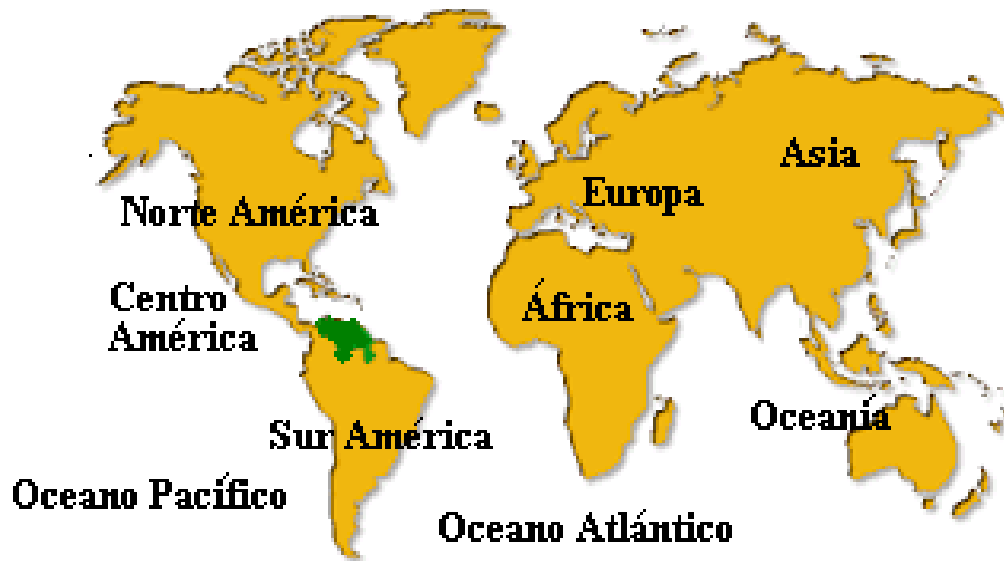 Asia
Europa
Norte América
Centro
América
África
Oceanía
Sur América
Oceano Pacífico
Oceano Atlántico